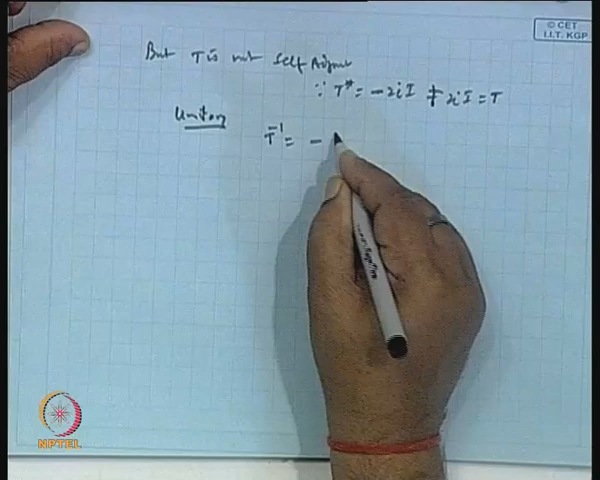 © CET
I.I.T. KGP
But T is not Self Adjoint
∵ T* = -2iI ≠ 2iI = T
Unitary
T⁻¹ = -
NPTEL